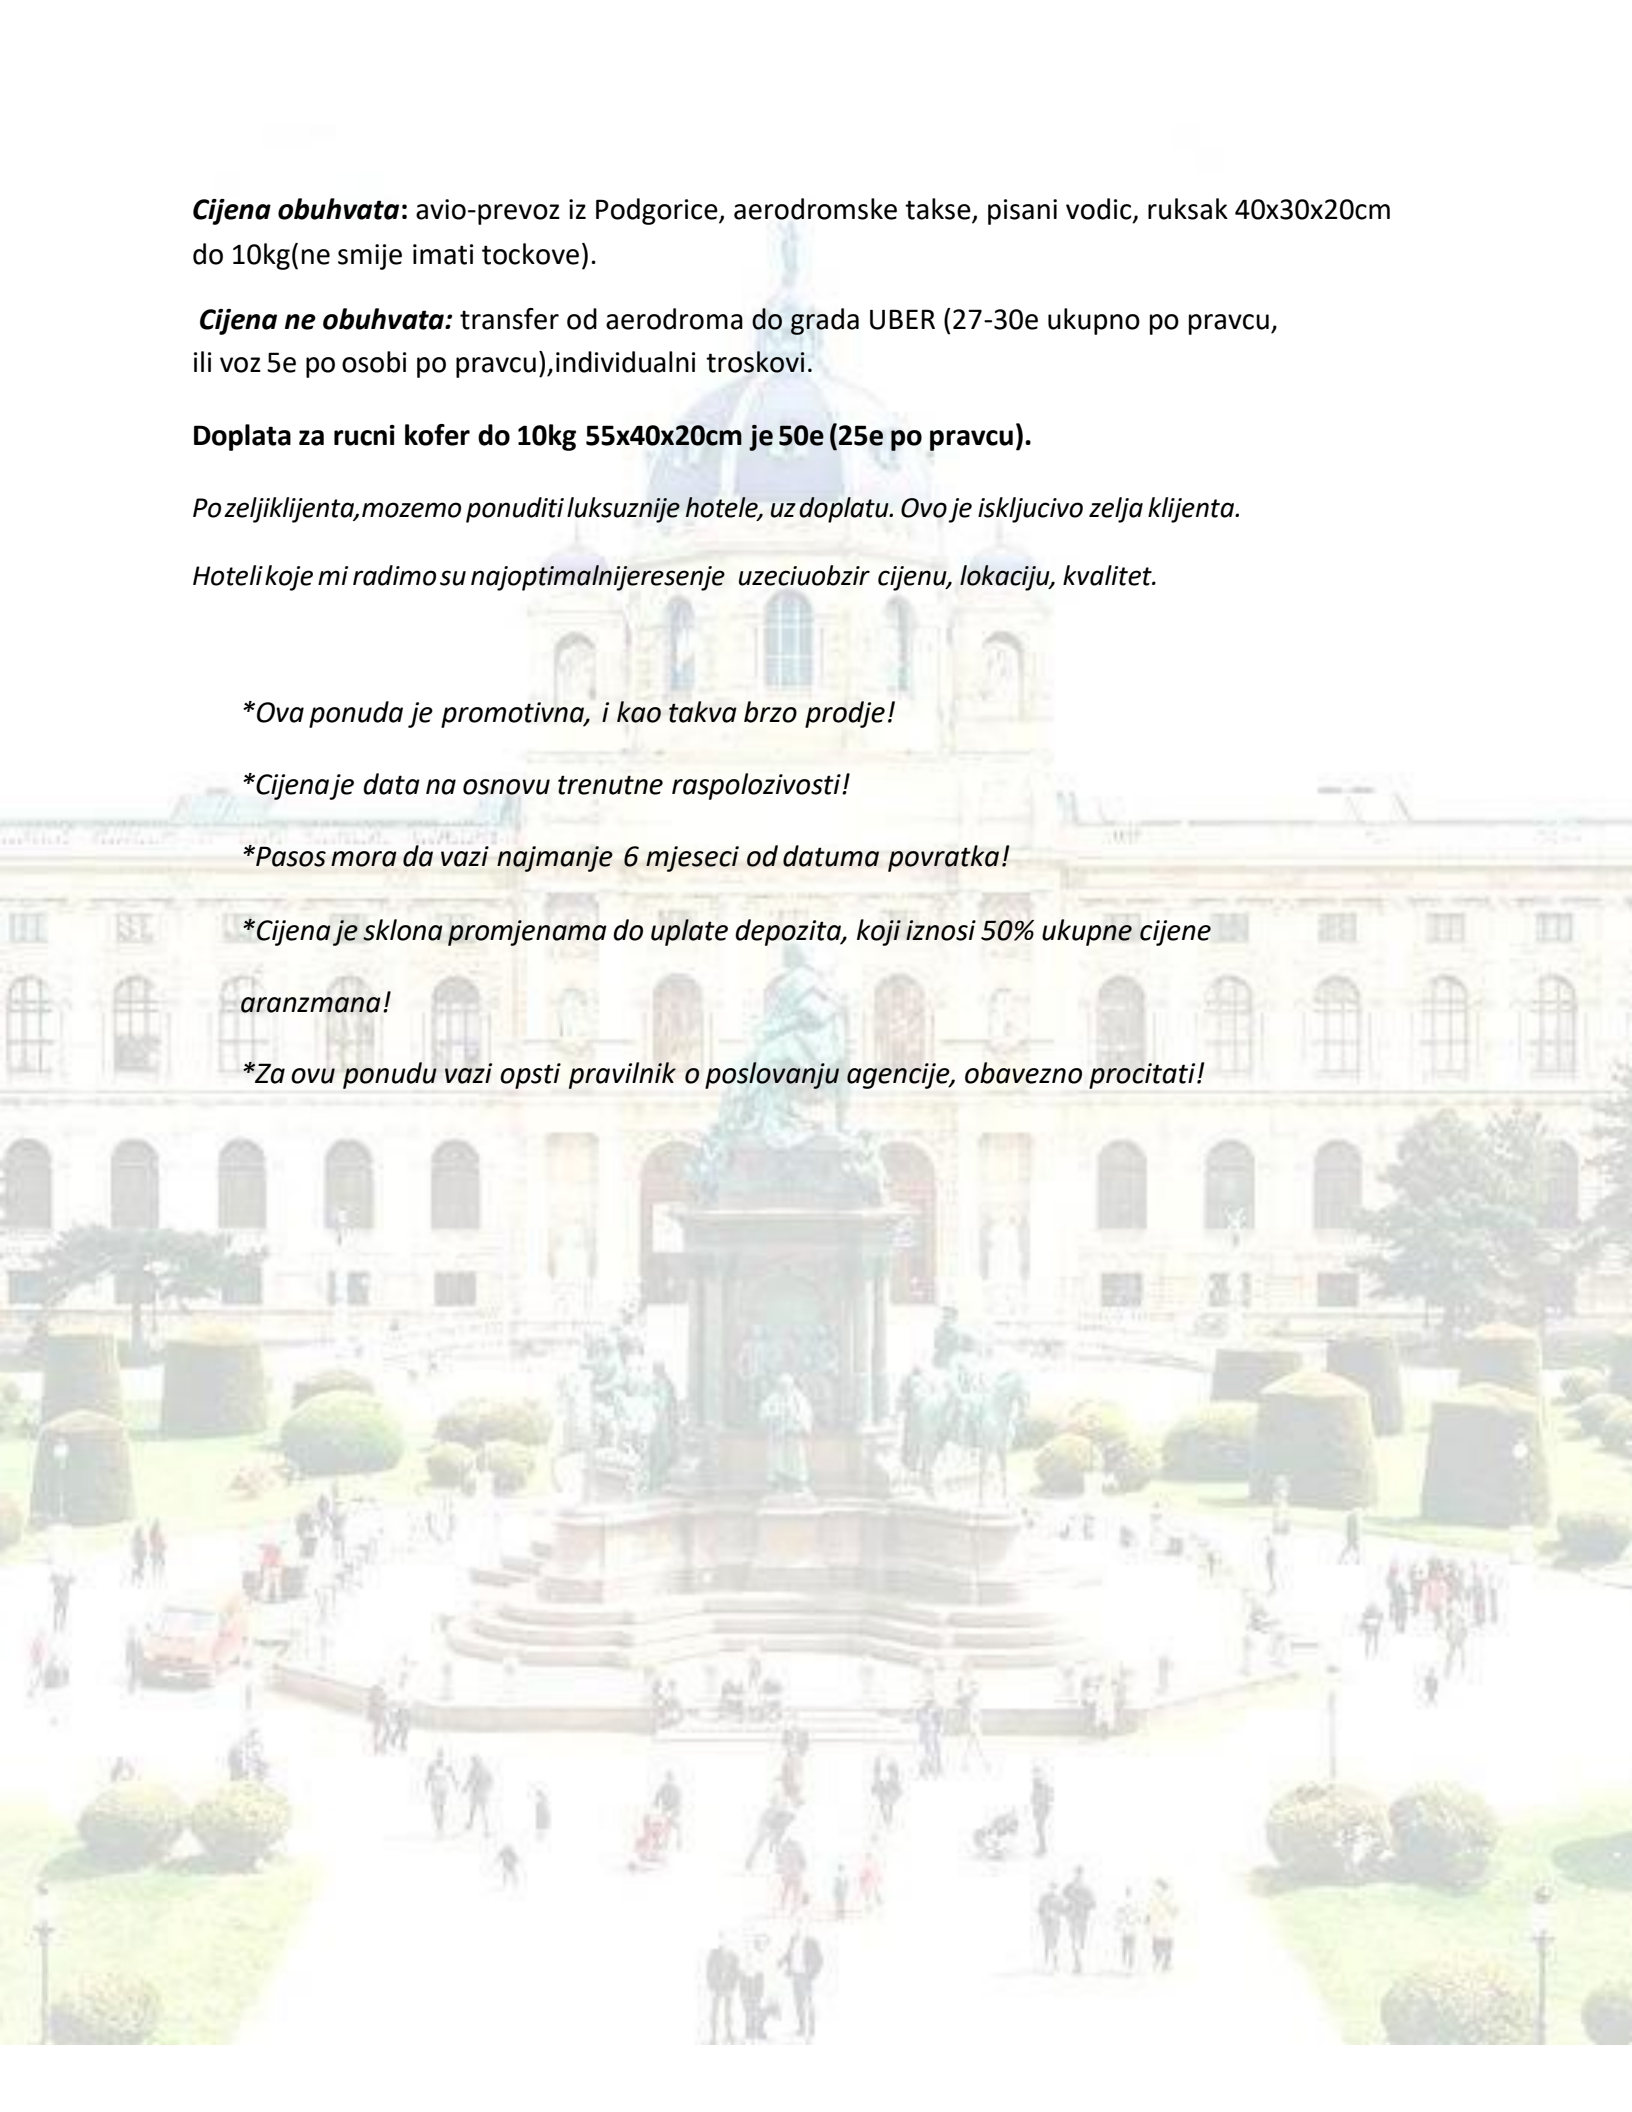 Cijena obuhvata: avio-prevoz iz Podgorice, aerodromske takse, pisani vodic, ruksak 40x30x20cm
do 10kg(ne smije imati tockove).
Cijena ne obuhvata: transfer od aerodroma do grada UBER (27-30e ukupno po pravcu,
ili voz 5e po osobi po pravcu),individualni troskovi.
Doplata za rucni kofer do 10kg 55x40x20cm je 50e (25e po pravcu).
Po zeljiklijenta,mozemo ponuditi luksuznije hotele, uz doplatu. Ovo je iskljucivo zelja klijenta.
Hoteli koje mi radimo su najoptimalnijeresenje uzeciuobzir cijenu, lokaciju, kvalitet.
*Ova ponuda je promotivna, i kao takva brzo prodje!
*Cijena je data na osnovu trenutne raspolozivosti!
*Pasos mora da vazi najmanje 6 mjeseci od datuma povratka!
*Cijena je sklona promjenama do uplate depozita, koji iznosi 50% ukupne cijene
aranzmana!
*Za ovu ponudu vazi opsti pravilnik o poslovanju agencije, obavezno procitati!